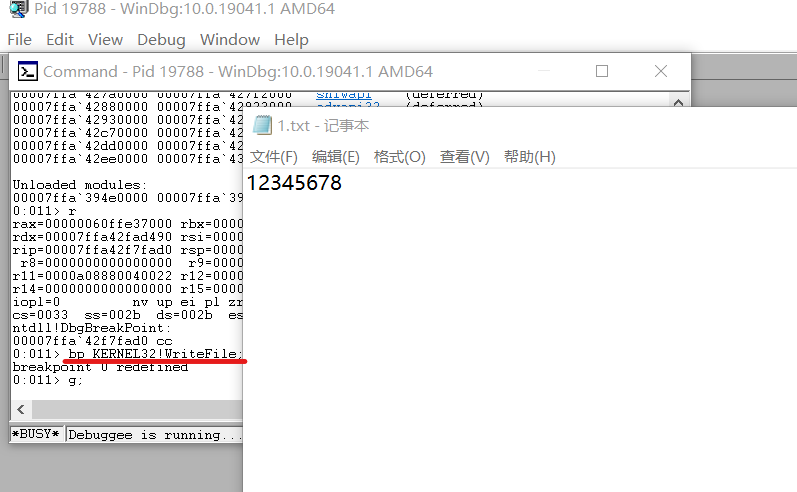 Pid 19788 - WinDbg:10.0.19041.1 AMD64
File Edit View Debug Window Help
Command - Pid 19788 - WinDbg:10.0.19041.1 AMD64
00007ffa`427a0000 00007ffa`42712000 shlwapi (deferred)
00007ffa`42880000 00007ffa`42923000 advapi32 (deferred)
00007ffa`42930000 00007ffa`42
00007ffa`42c70000 00007ffa`42
00007ffa`42dd0000 00007ffa`42
00007ffa`42ee0000 00007ffa`43
Unloaded modules:
00007ffa`394e0000 00007ffa`39
0:011> r
rax=00000060ffe37000 rbx=0000
rdx=00007ffa42fad490 rsi=0000
rip=00007ffa42f7fad0 rsp=0000
r8=0000000000000000 r9=0000
r11=0000a08880040022 r12=0000
r14=0000000000000000 r15=0000
iopl=0 nv up ei pl zr
cs=0033 ss=002b ds=002b es
ntdll!DbgBreakPoint:
00007ffa`42f7fad0 cc
0:011> bp KERNEL32!WriteFile;
breakpoint 0 redefined
0:011> g;
*BUSY* Debuggee is running...
1.txt - 记事本
文件(F) 编辑(E) 格式(O) 查看(V) 帮助(H)
12345678